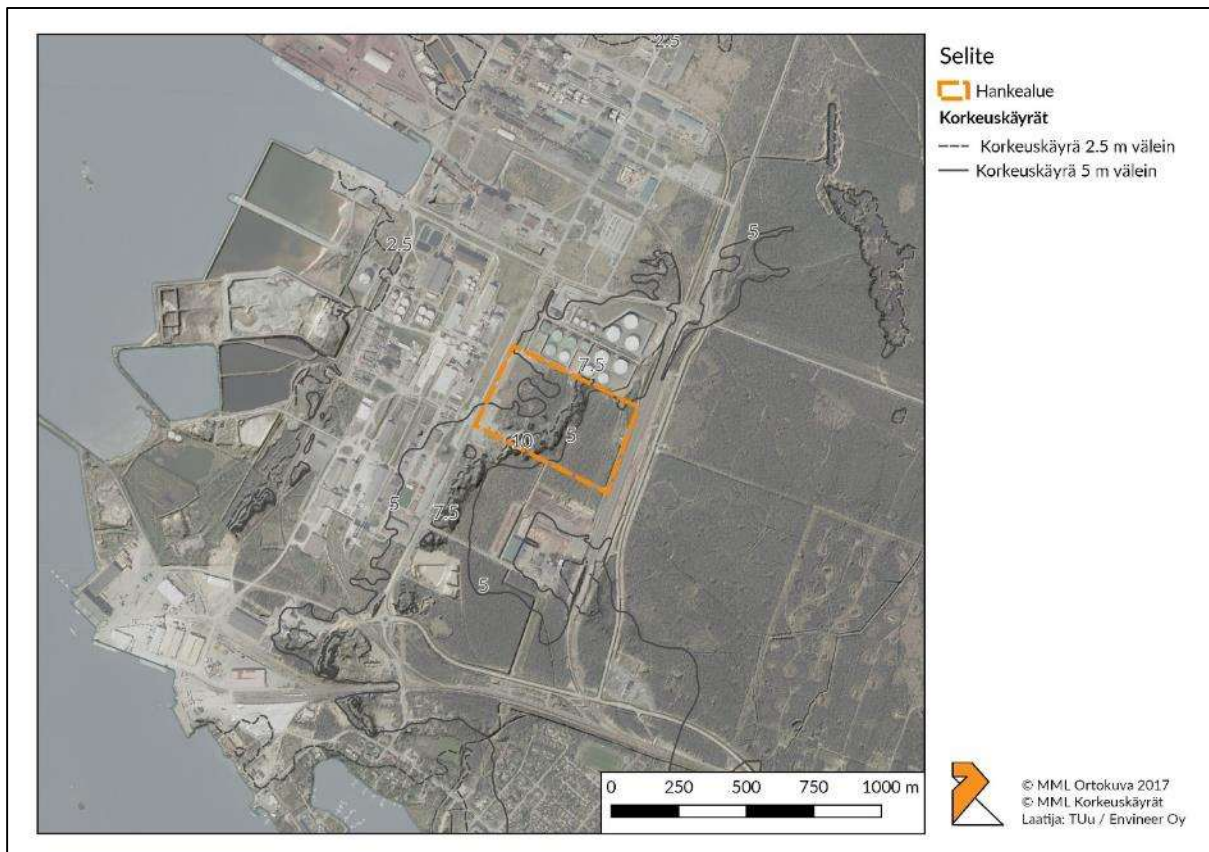 2.5
2.5
5
7.5
10
5
5
7.5
5
Selite
Hankealue
Korkeuskäyrät
Korkeuskäyrä 2.5 m välein
Korkeuskäyrä 5 m välein
0 250 500 750 1000 m
© MML Ortokuva 2017
© MML Korkeuskäyrät
Laatija: TUu / Envineer Oy